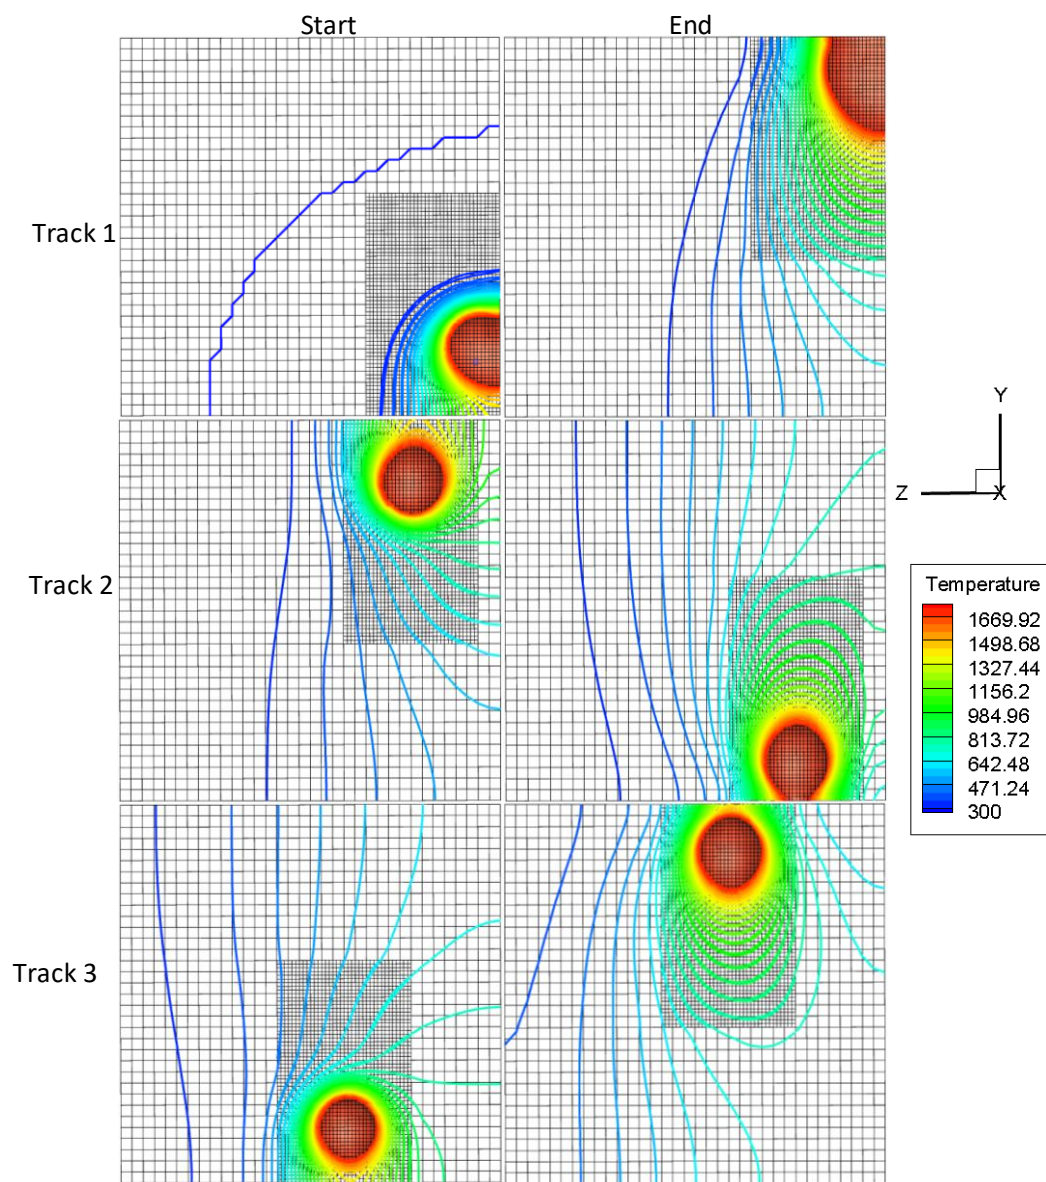 Start End
Track 1
Track 2
Track 3
Y
Z X
Temperature
1669.92
1498.68
1327.44
1156.2
984.96
813.72
642.48
471.24
300